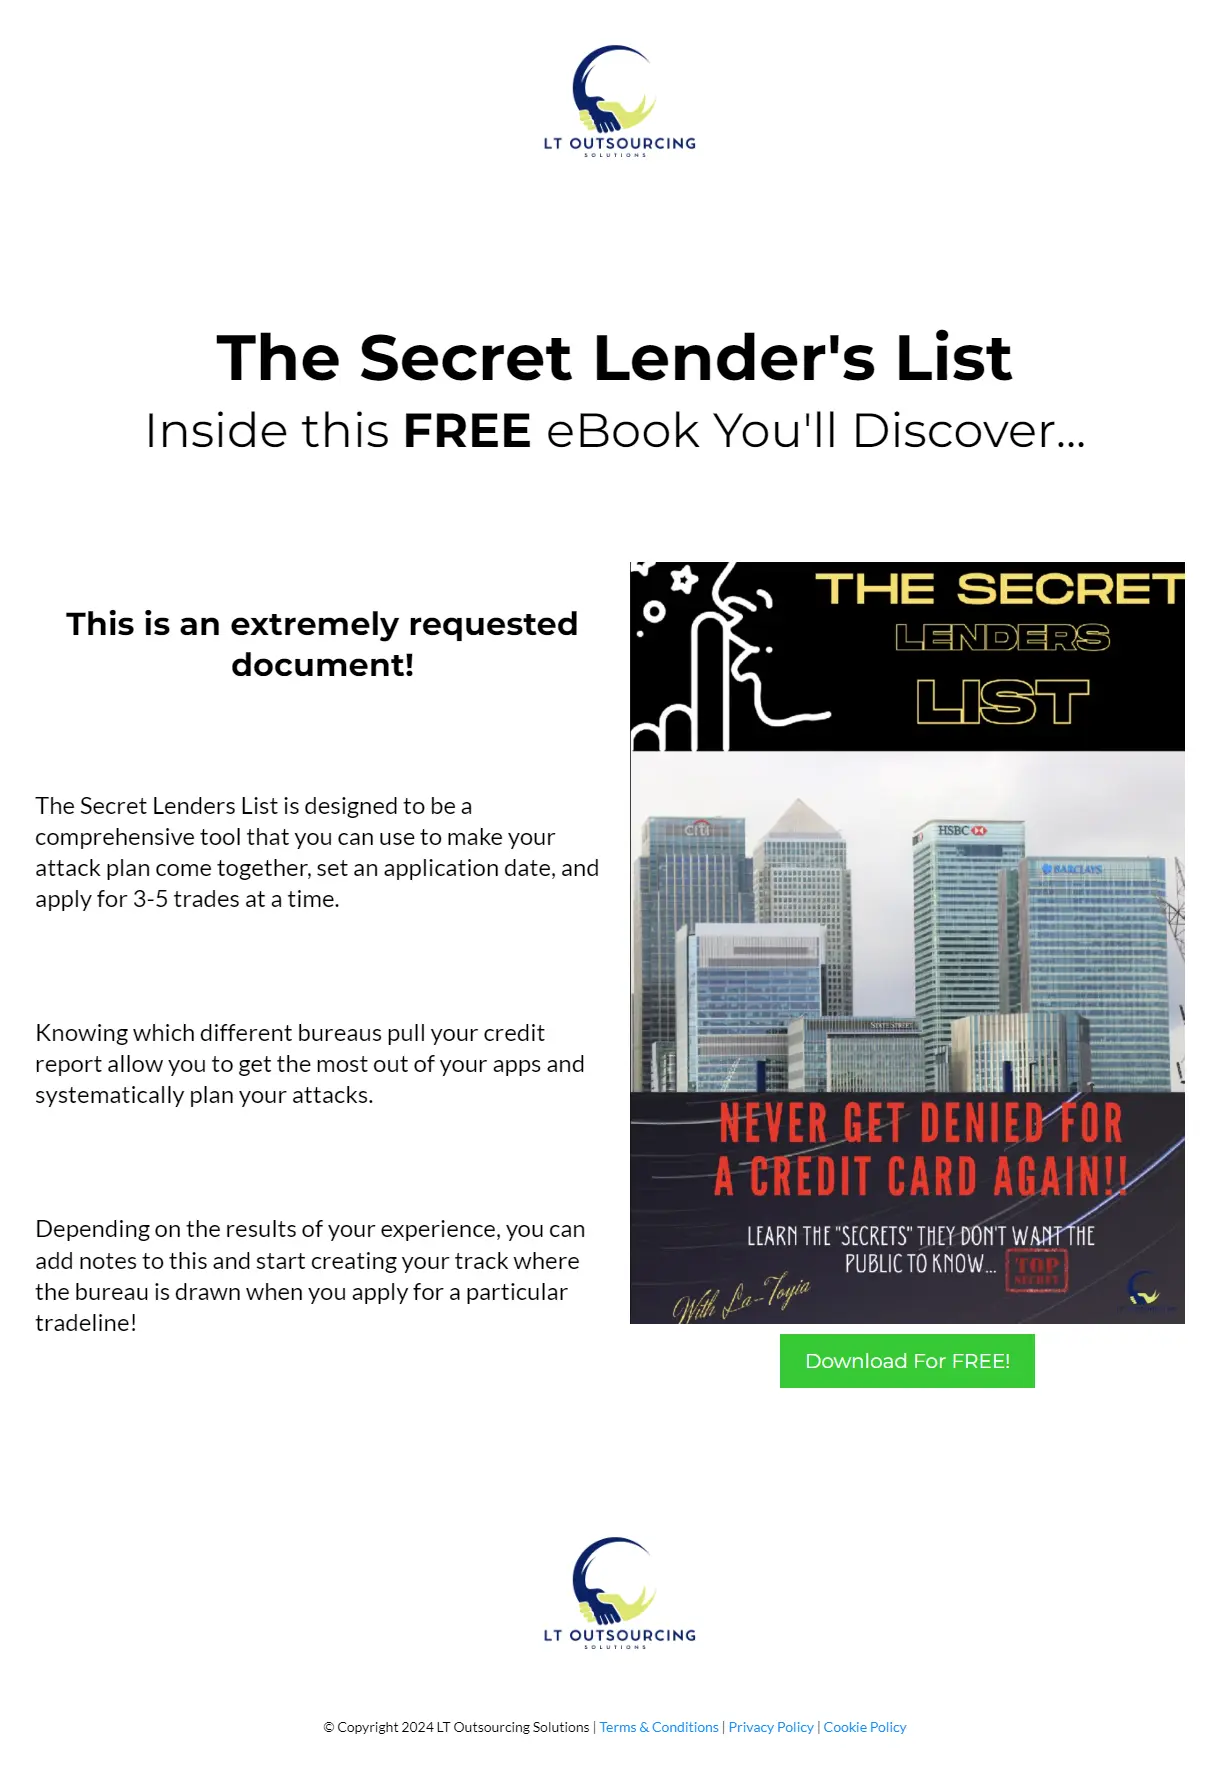 LT OUTSOURCING
SOLUTIONS
The Secret Lender's List
Inside this FREE eBook You'll Discover...
This is an extremely requested
document!
The Secret Lenders List is designed to be a
comprehensive tool that you can use to make your
attack plan come together, set an application date, and
apply for 3-5 trades at a time.
Knowing which different bureaus pull your credit
report allow you to get the most out of your apps and
systematically plan your attacks.
Depending on the results of your experience, you can
add notes to this and start creating your track where
the bureau is drawn when you apply for a particular
tradeline!
THE SECRET
LENDERS
LIST
citi
HSBC
BARCLAYS
STATE STREET
NEVER GET DENIED FOR
A CREDIT CARD AGAIN!!
LEARN THE "SECRETS" THEY DON'T WANT THE
PUBLIC TO KNOW...
TOP
SECRET
With La-Toyia
Download For FREE!
LT OUTSOURCING
SOLUTIONS
© Copyright 2024 LT Outsourcing Solutions | Terms & Conditions | Privacy Policy | Cookie Policy